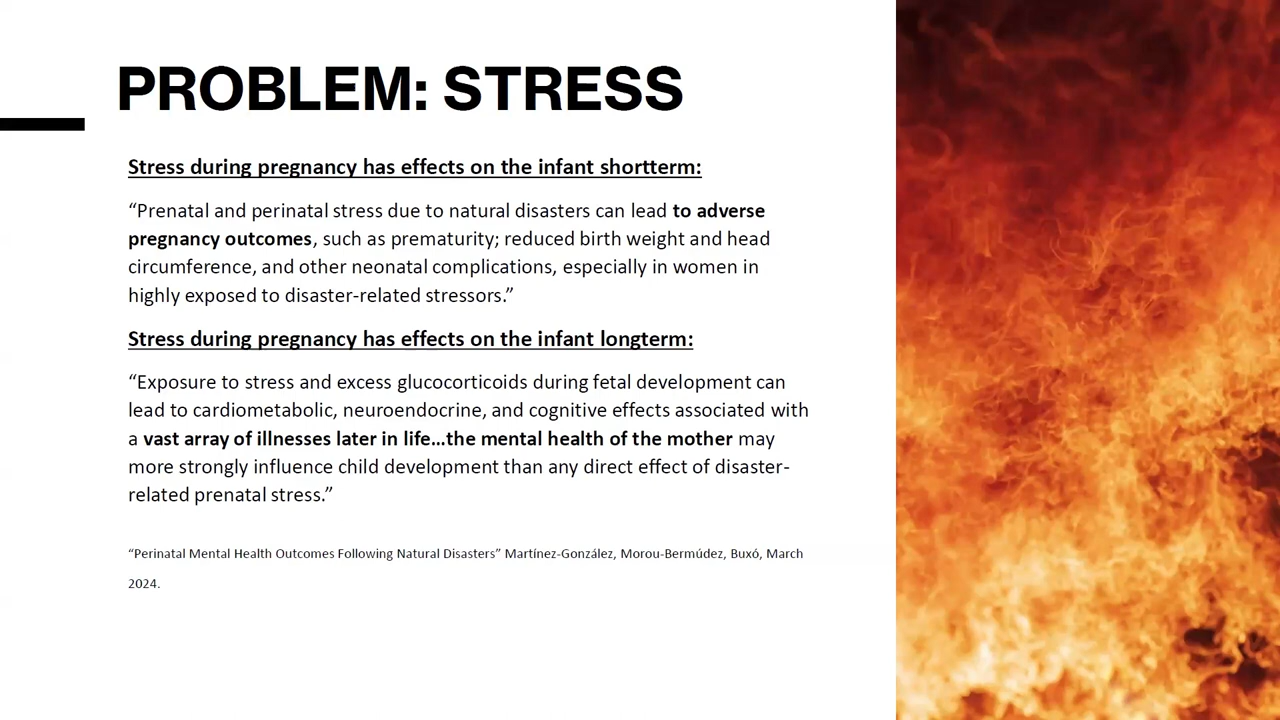 PROBLEM: STRESS
Stress during pregnancy has effects on the infant shortterm:
“Prenatal and perinatal stress due to natural disasters can lead to adverse
pregnancy outcomes, such as prematurity; reduced birth weight and head
circumference, and other neonatal complications, especially in women in
highly exposed to disaster-related stressors.”
Stress during pregnancy has effects on the infant longterm:
“Exposure to stress and excess glucocorticoids during fetal development can
lead to cardiometabolic, neuroendocrine, and cognitive effects associated with
a vast array of illnesses later in life…the mental health of the mother may
more strongly influence child development than any direct effect of disaster-
related prenatal stress.”
“Perinatal Mental Health Outcomes Following Natural Disasters” Martínez-González, Morou-Bermúdez, Buxó, March
2024.